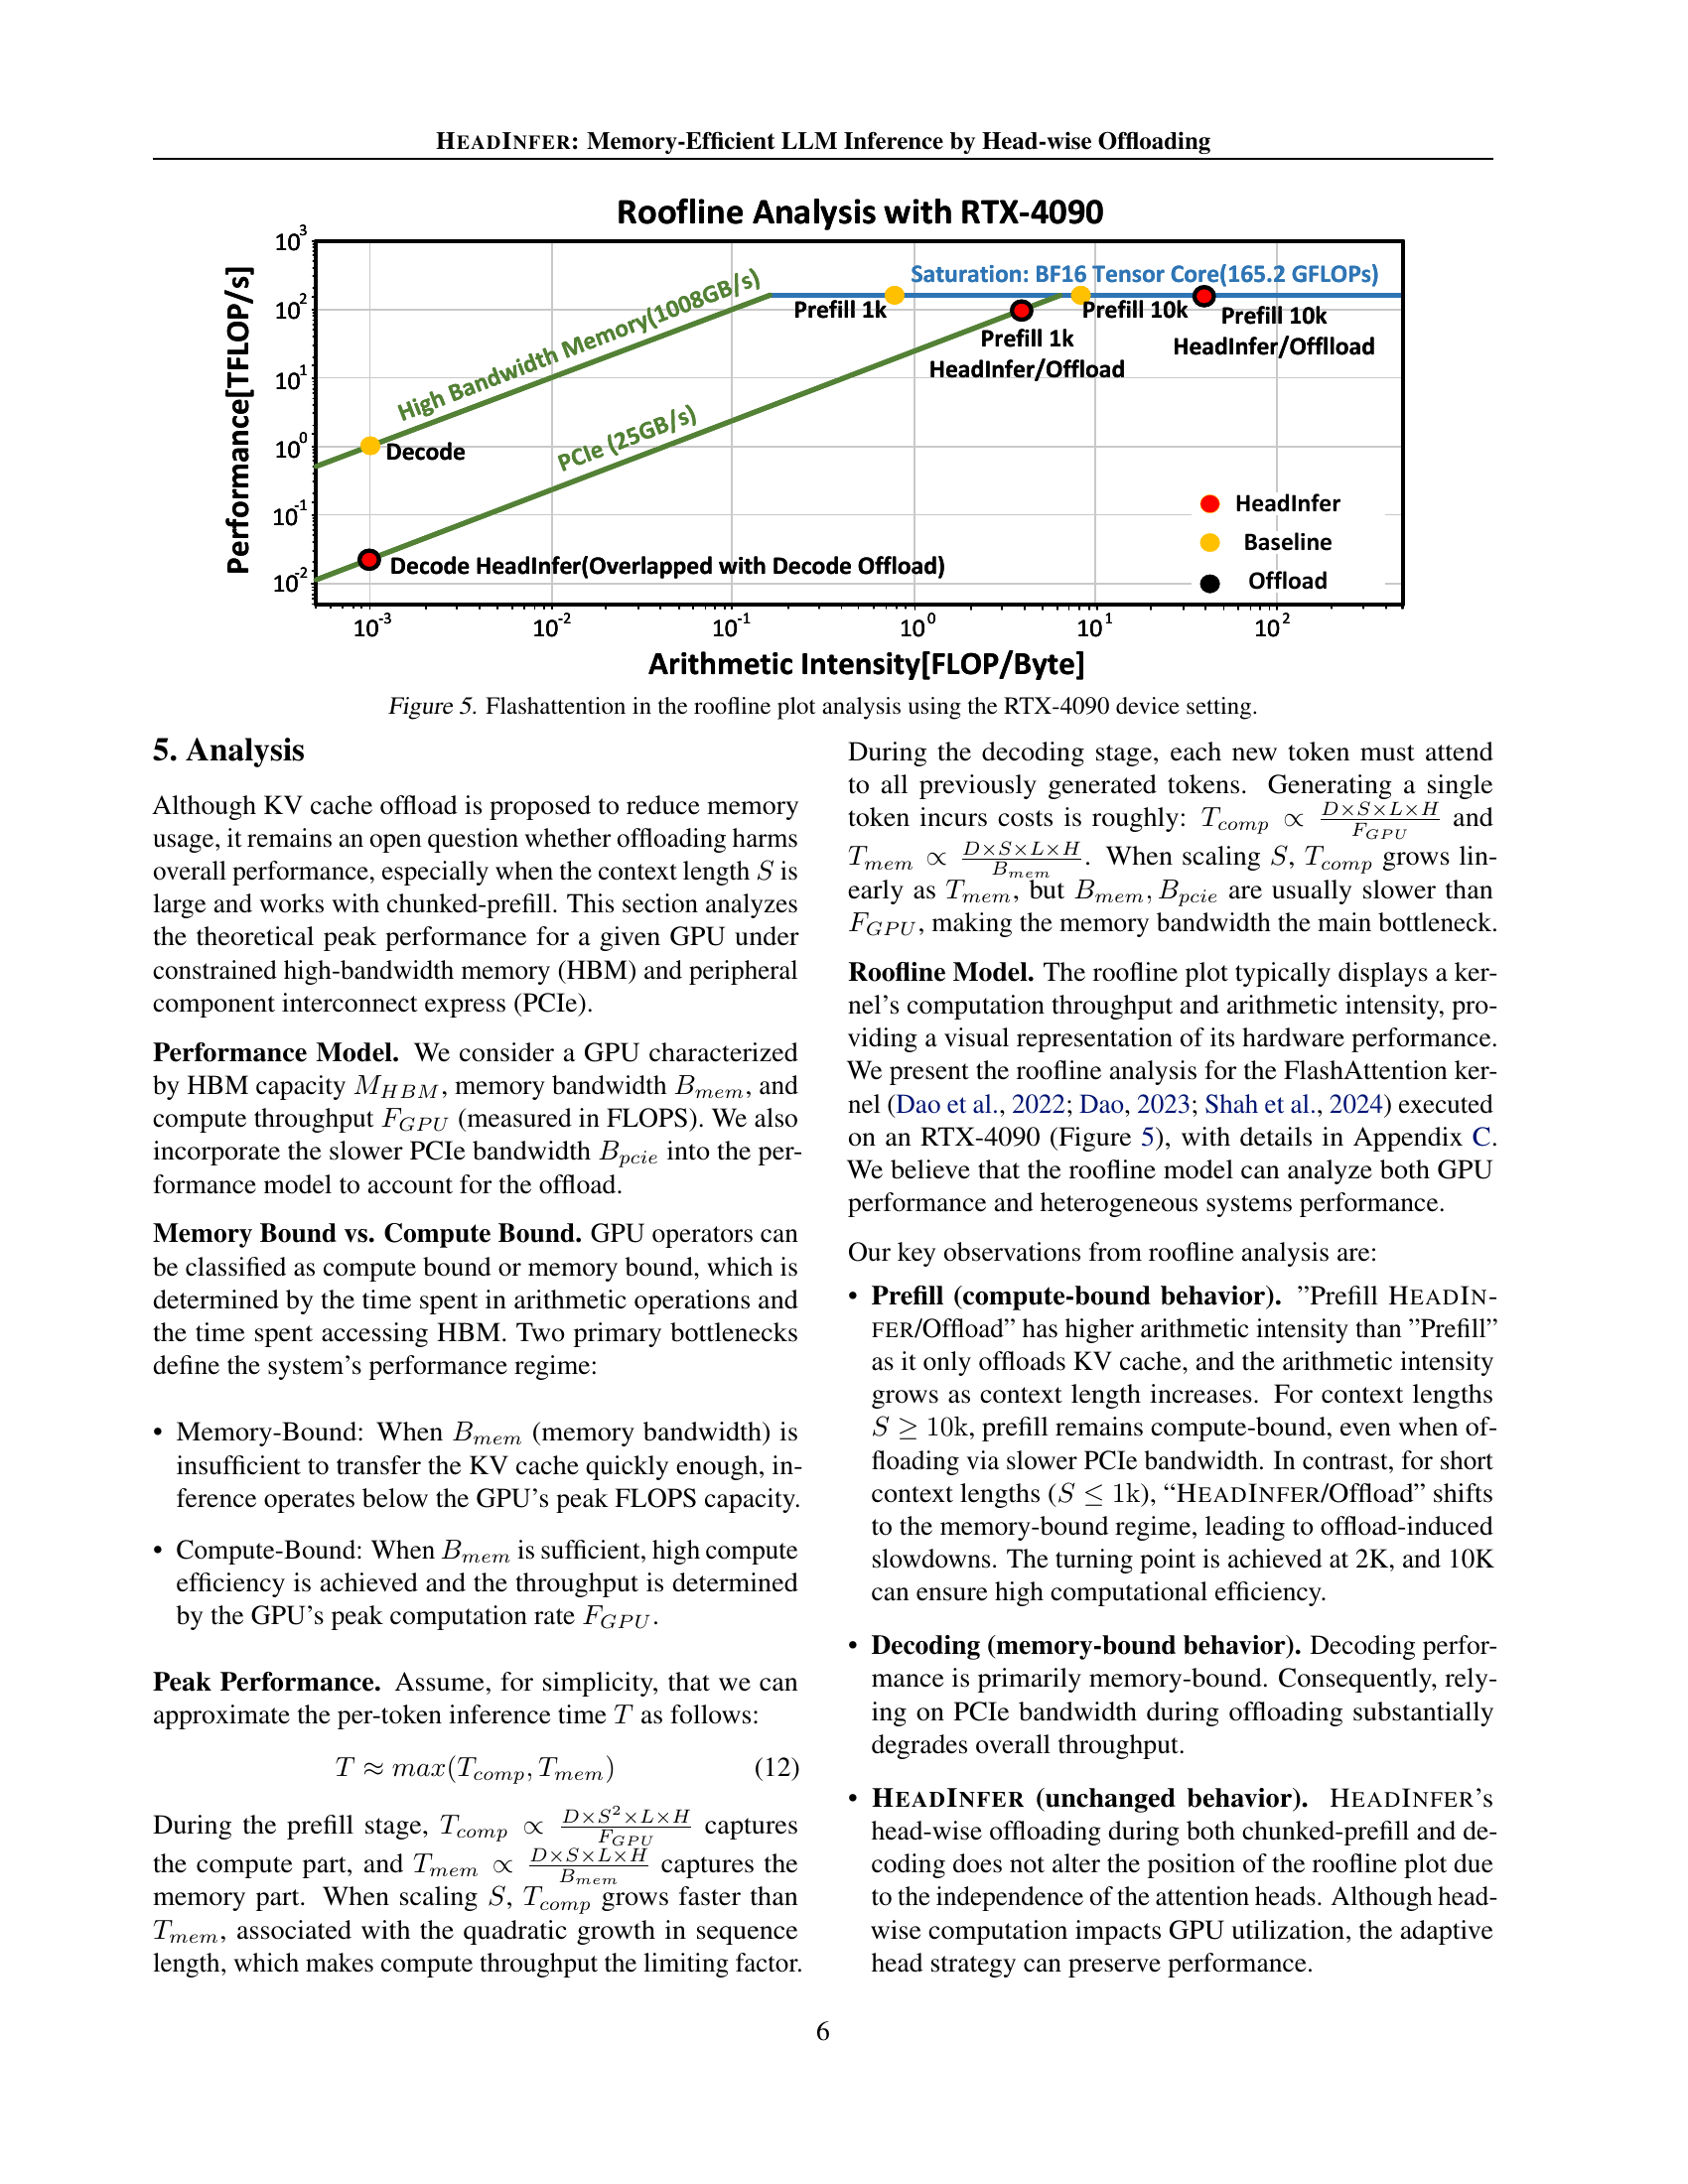 HEADINFER: Memory-Efficient LLM Inference by Head-wise Offloading
Roofline Analysis with RTX-4090
Performance[TFLOP/s]
10^3
10^2
10^1
10^0
10^-1
10^-2
High Bandwidth Memory(1008GB/s)
PCIe (25GB/s)
Saturation: BF16 Tensor Core(165.2 GFLOPs)
Prefill 1k
Prefill 10k
Prefill 1k
HeadInfer/Offload
Prefill 10k
HeadInfer/Offlload
Decode
Decode HeadInfer(Overlapped with Decode Offload)
HeadInfer
Baseline
Offload
10^-3 10^-2 10^-1 10^0 10^1 10^2
Arithmetic Intensity[FLOP/Byte]
Figure 5. Flashattention in the roofline plot analysis using the RTX-4090 device setting.
5. Analysis
Although KV cache offload is proposed to reduce memory
usage, it remains an open question whether offloading harms
overall performance, especially when the context length S is
large and works with chunked-prefill. This section analyzes
the theoretical peak performance for a given GPU under
constrained high-bandwidth memory (HBM) and peripheral
component interconnect express (PCIe).
Performance Model. We consider a GPU characterized
by HBM capacity M_{HBM}, memory bandwidth B_{mem}, and
compute throughput F_{GPU} (measured in FLOPS). We also
incorporate the slower PCIe bandwidth B_{pcie} into the per-
formance model to account for the offload.
Memory Bound vs. Compute Bound. GPU operators can
be classified as compute bound or memory bound, which is
determined by the time spent in arithmetic operations and
the time spent accessing HBM. Two primary bottlenecks
define the system's performance regime:
• Memory-Bound: When B_{mem} (memory bandwidth) is
insufficient to transfer the KV cache quickly enough, in-
ference operates below the GPU's peak FLOPS capacity.
• Compute-Bound: When B_{mem} is sufficient, high compute
efficiency is achieved and the throughput is determined
by the GPU's peak computation rate F_{GPU}.
Peak Performance. Assume, for simplicity, that we can
approximate the per-token inference time T as follows:
T ≈ max(T_{comp}, T_{mem}) (12)
During the prefill stage, T_{comp} ∝ \frac{D×S^2×L×H}{F_{GPU}} captures
the compute part, and T_{mem} ∝ \frac{D×S×L×H}{B_{mem}} captures the
memory part. When scaling S, T_{comp} grows faster than
T_{mem}, associated with the quadratic growth in sequence
length, which makes compute throughput the limiting factor.
During the decoding stage, each new token must attend
to all previously generated tokens. Generating a single
token incurs costs is roughly: T_{comp} ∝ \frac{D×S×L×H}{F_{GPU}} and
T_{mem} ∝ \frac{D×S×L×H}{B_{mem}}. When scaling S, T_{comp} grows lin-
early as T_{mem}, but B_{mem}, B_{pcie} are usually slower than
F_{GPU}, making the memory bandwidth the main bottleneck.
Roofline Model. The roofline plot typically displays a ker-
nel's computation throughput and arithmetic intensity, pro-
viding a visual representation of its hardware performance.
We present the roofline analysis for the FlashAttention ker-
nel (Dao et al., 2022; Dao, 2023; Shah et al., 2024) executed
on an RTX-4090 (Figure 5), with details in Appendix C.
We believe that the roofline model can analyze both GPU
performance and heterogeneous systems performance.
Our key observations from roofline analysis are:
• Prefill (compute-bound behavior). ”Prefill HEADIN-
FER/Offload” has higher arithmetic intensity than ”Prefill”
as it only offloads KV cache, and the arithmetic intensity
grows as context length increases. For context lengths
S ≥ 10k, prefill remains compute-bound, even when of-
floading via slower PCIe bandwidth. In contrast, for short
context lengths (S ≤ 1k), “HEADINFER/Offload” shifts
to the memory-bound regime, leading to offload-induced
slowdowns. The turning point is achieved at 2K, and 10K
can ensure high computational efficiency.
• Decoding (memory-bound behavior). Decoding perfor-
mance is primarily memory-bound. Consequently, rely-
ing on PCIe bandwidth during offloading substantially
degrades overall throughput.
• HEADINFER (unchanged behavior). HEADINFER's
head-wise offloading during both chunked-prefill and de-
coding does not alter the position of the roofline plot due
to the independence of the attention heads. Although head-
wise computation impacts GPU utilization, the adaptive
head strategy can preserve performance.
6